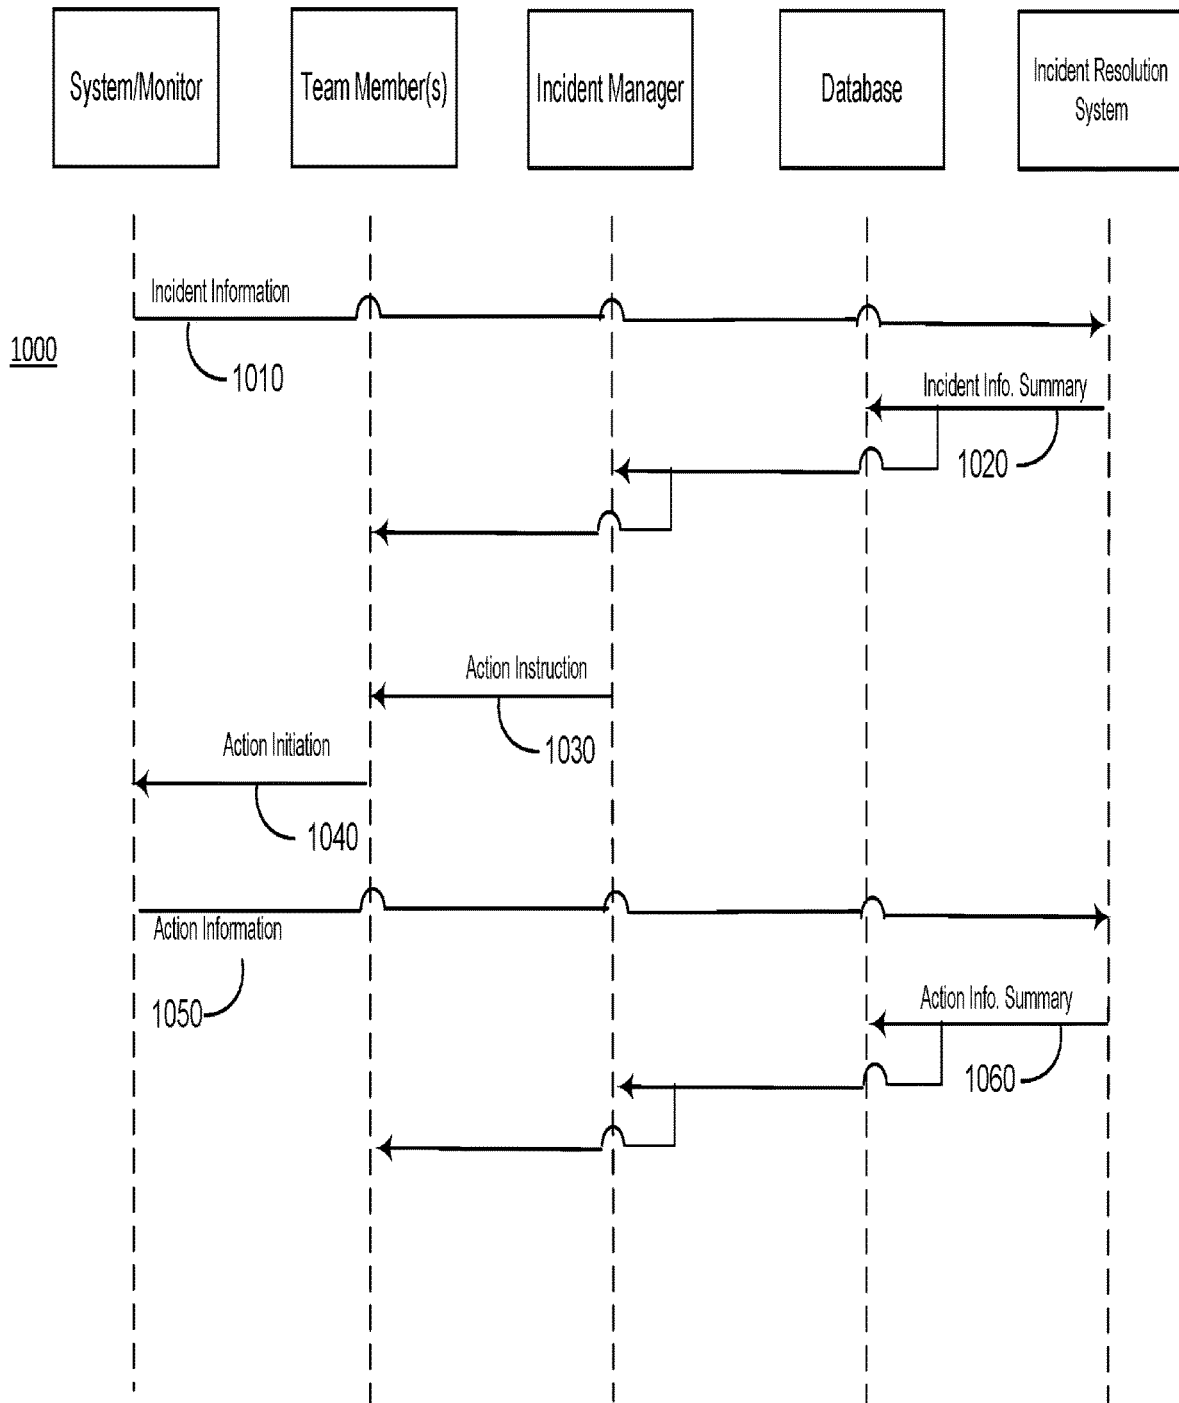 System/Monitor
Team Member(s)
Incident Manager
Database
Incident Resolution
System
Incident Information
1000
1010
Incident Info. Summary
1020
Action Instruction
1030
Action Initiation
1040
Action Information
1050
Action Info. Summary
1060